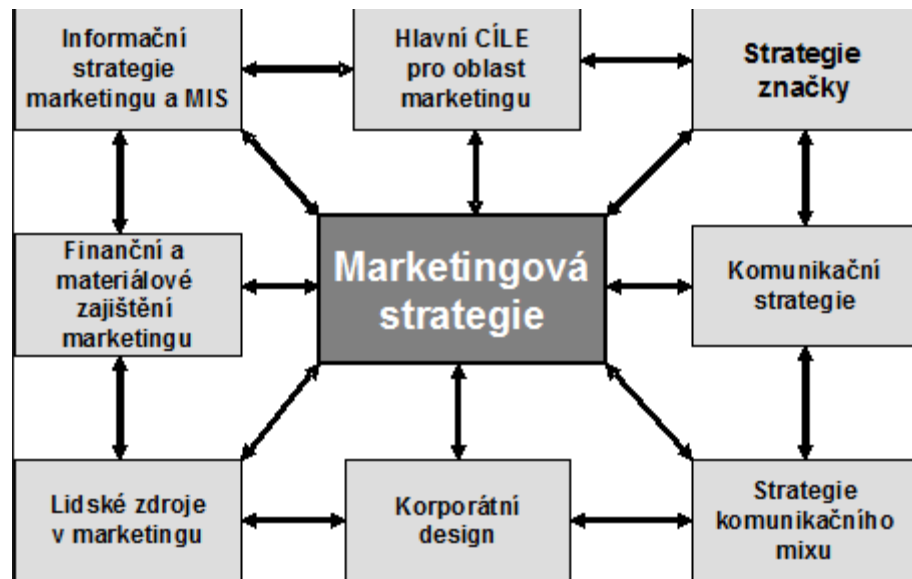 Informační
strategie
marketingu a MIS
Hlavní CÍLE
pro oblast
marketingu
Strategie
značky
Finanční a
materiálové
zajištění
marketingu
Marketingová
strategie
Komunikační
strategie
Lidské zdroje
v marketingu
Korporátní
design
Strategie
komunikačního
mixu